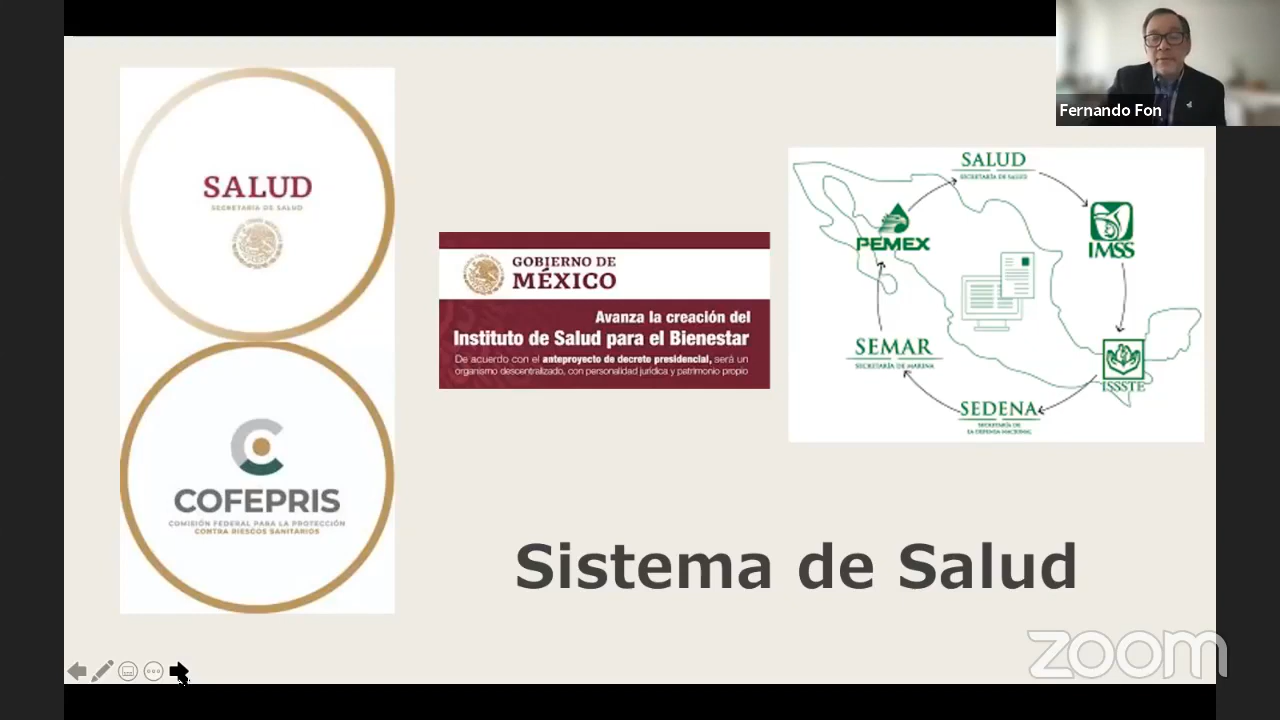 SALUD
SECRETARÍA DE SALUD
COFEPRIS
COMISIÓN FEDERAL PARA LA PROTECCIÓN
CONTRA RIESGOS SANITARIOS
GOBIERNO DE
MÉXICO
Avanza la creación del
Instituto de Salud para el Bienestar
De acuerdo con el anteproyecto de decreto presidencial, será un
organismo descentralizado, con personalidad jurídica y patrimonio propio
SALUD
SECRETARÍA DE SALUD
PEMEX
IMSS
SEMAR
SECRETARÍA DE MARINA
ISSSTE
SEDENA
SECRETARÍA DE
LA DEFENSA NACIONAL
Sistema de Salud
Fernando Fon
zoom